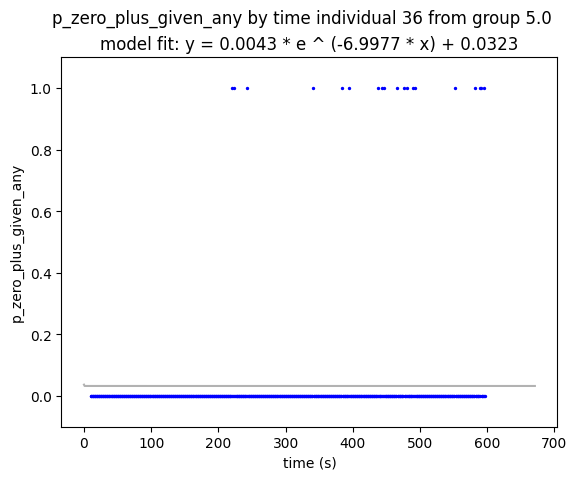 p_zero_plus_given_any by time individual 36 from group 5.0
model fit: y = 0.0043 * e ^ (-6.9977 * x) + 0.0323
1.0
0.8
0.6
0.4
0.2
0.0
p_zero_plus_given_any
0 100 200 300 400 500 600 700
time (s)